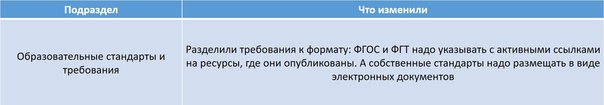 Подраздел
Что изменили
Образовательные стандарты и
требования
Разделили требования к формату: ФГОС и ФГТ надо указывать с активными ссылками
на ресурсы, где они опубликованы. А собственные стандарты надо размещать в виде
электронных документов